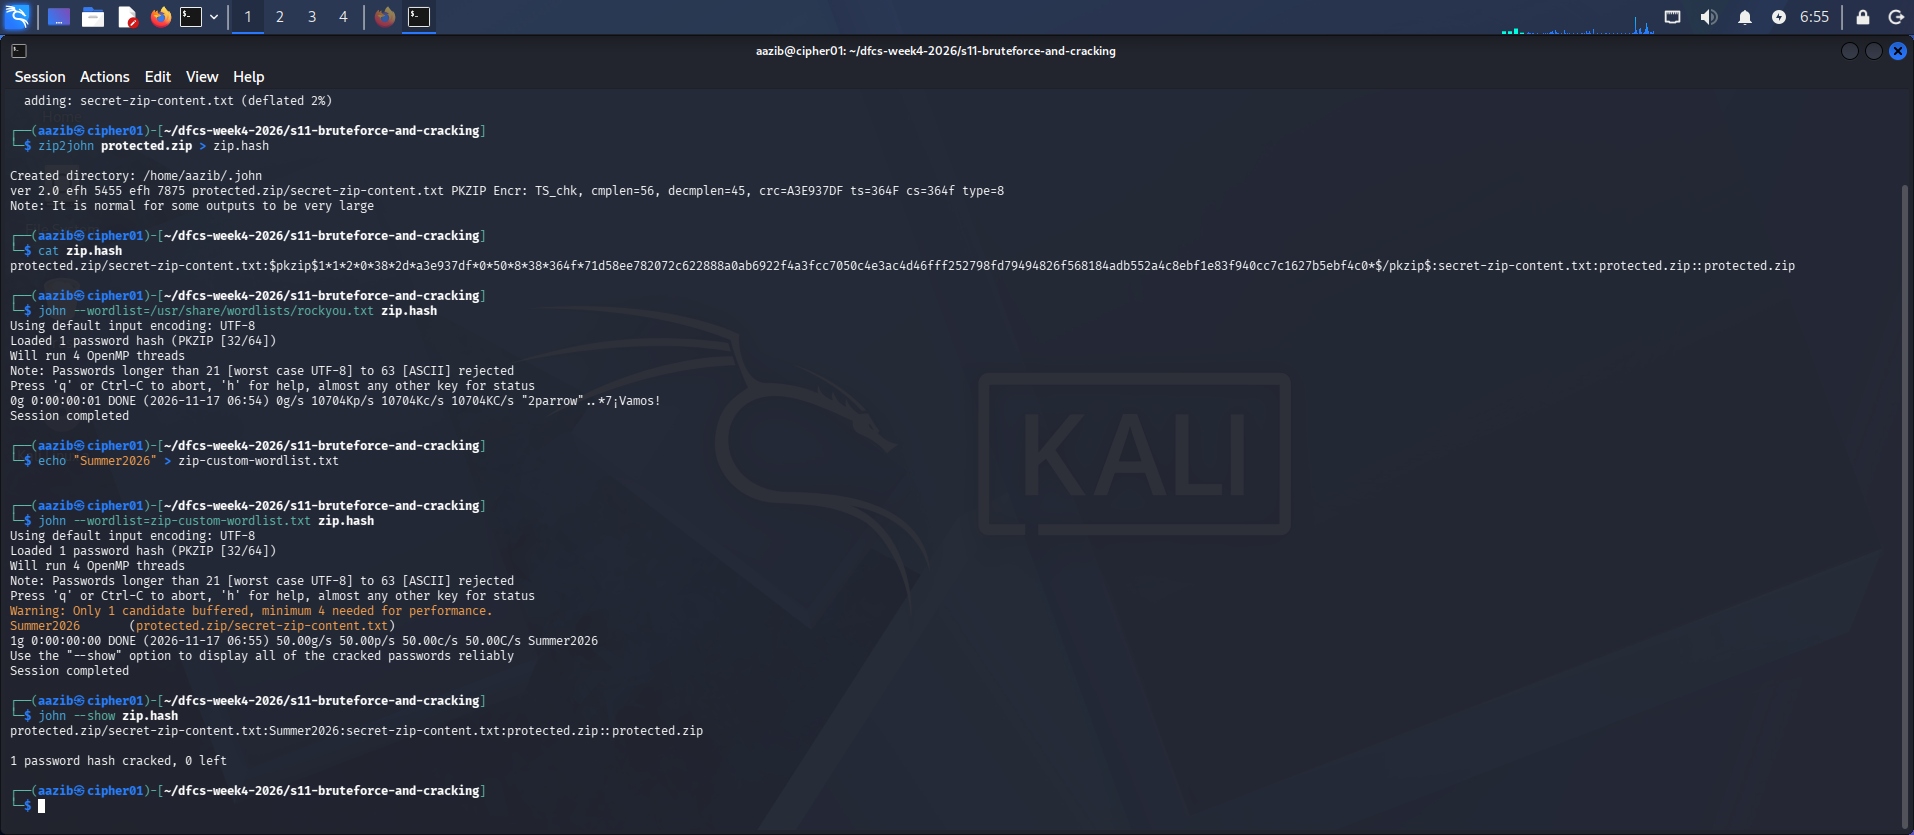 1 2 3 4 6:55
aazib@cipher01: ~/dfcs-week4-2026/s11-bruteforce-and-cracking
Session Actions Edit View Help
adding: secret-zip-content.txt (deflated 2%)
┌──(aazib㉿cipher01)-[~/dfcs-week4-2026/s11-bruteforce-and-cracking]
└─$ zip2john protected.zip > zip.hash
Created directory: /home/aazib/.john
ver 2.0 efh 5455 efh 7875 protected.zip/secret-zip-content.txt PKZIP Encr: TS_chk, cmplen=56, decmplen=45, crc=A3E937DF ts=364F cs=364f type=8
Note: It is normal for some outputs to be very large
┌──(aazib㉿cipher01)-[~/dfcs-week4-2026/s11-bruteforce-and-cracking]
└─$ cat zip.hash
protected.zip/secret-zip-content.txt:$pkzip$1*1*2*0*38*2d*a3e937df*0*50*8*38*364f*71d58ee782072c622888a0ab6922f4a3fcc7050c4e3ac4d46fff252798fd79494826f568184adb552a4c8ebf1e83f940cc7c1627b5ebf4c0*$/pkzip$:secret-zip-content.txt:protected.zip::protected.zip
┌──(aazib㉿cipher01)-[~/dfcs-week4-2026/s11-bruteforce-and-cracking]
└─$ john --wordlist=/usr/share/wordlists/rockyou.txt zip.hash
Using default input encoding: UTF-8
Loaded 1 password hash (PKZIP [32/64])
Will run 4 OpenMP threads
Note: Passwords longer than 21 [worst case UTF-8] to 63 [ASCII] rejected
Press 'q' or Ctrl-C to abort, 'h' for help, almost any other key for status
0g 0:00:00:01 DONE (2026-11-17 06:54) 0g/s 10704Kp/s 10704Kc/s 10704KC/s "2parrow"..*7¡Vamos!
Session completed
┌──(aazib㉿cipher01)-[~/dfcs-week4-2026/s11-bruteforce-and-cracking]
└─$ echo "Summer2026" > zip-custom-wordlist.txt
┌──(aazib㉿cipher01)-[~/dfcs-week4-2026/s11-bruteforce-and-cracking]
└─$ john --wordlist=zip-custom-wordlist.txt zip.hash
Using default input encoding: UTF-8
Loaded 1 password hash (PKZIP [32/64])
Will run 4 OpenMP threads
Note: Passwords longer than 21 [worst case UTF-8] to 63 [ASCII] rejected
Press 'q' or Ctrl-C to abort, 'h' for help, almost any other key for status
Warning: Only 1 candidate buffered, minimum 4 needed for performance.
Summer2026 (protected.zip/secret-zip-content.txt)
1g 0:00:00:00 DONE (2026-11-17 06:55) 50.00g/s 50.00p/s 50.00c/s 50.00C/s Summer2026
Use the "--show" option to display all of the cracked passwords reliably
Session completed
┌──(aazib㉿cipher01)-[~/dfcs-week4-2026/s11-bruteforce-and-cracking]
└─$ john --show zip.hash
protected.zip/secret-zip-content.txt:Summer2026:secret-zip-content.txt:protected.zip::protected.zip
1 password hash cracked, 0 left
┌──(aazib㉿cipher01)-[~/dfcs-week4-2026/s11-bruteforce-and-cracking]
└─$
KALI